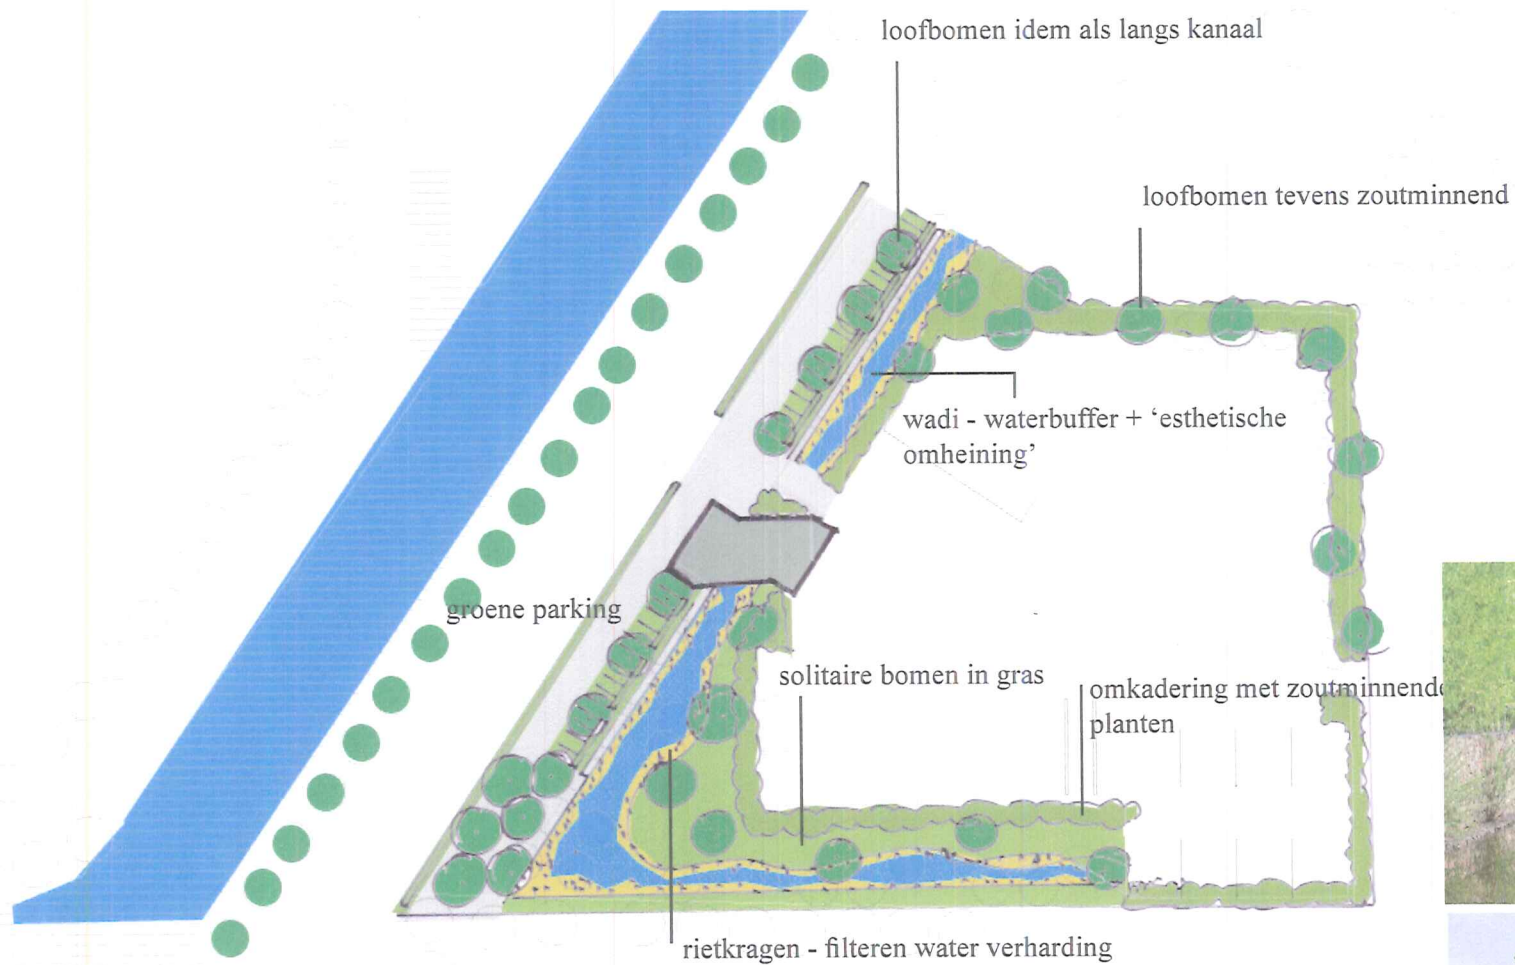 loofbomen idem als langs kanaal
loofbomen tevens zoutminnend
wadi - waterbuffer + ‘esthetische
omheining’
groene parking
solitaire bomen in gras
omkadering met zoutminnende
planten
rietkragen - filteren water verharding